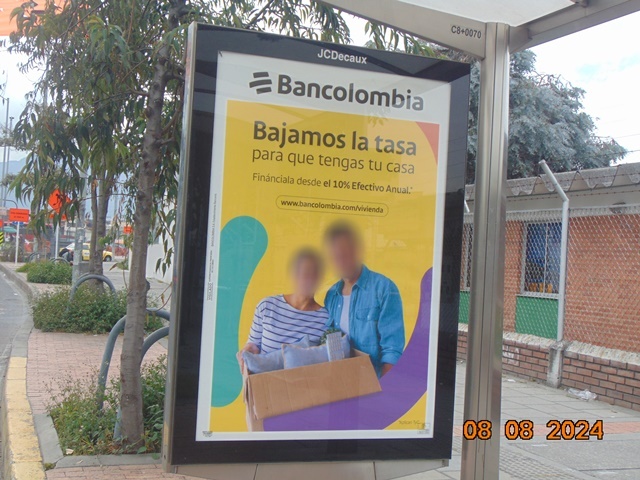 C8+0070
JCDecaux
Bancolombia
Bajamos la tasa
para que tengas tu casa
Fináncíala desde el 10% Efectivo Anual.*
www.bancolombia.com/vivienda
08 08 2024